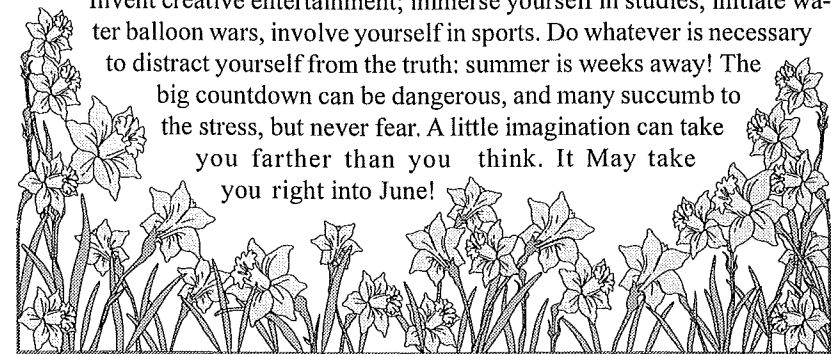 Invent creative entertainment; immerse yourself in studies, initiate wa-
ter balloon wars, involve yourself in sports. Do whatever is necessary
to distract yourself from the truth: summer is weeks away! The
big countdown can be dangerous, and many succumb to
the stress, but never fear. A little imagination can take
you farther than you think. It May take
you right into June!